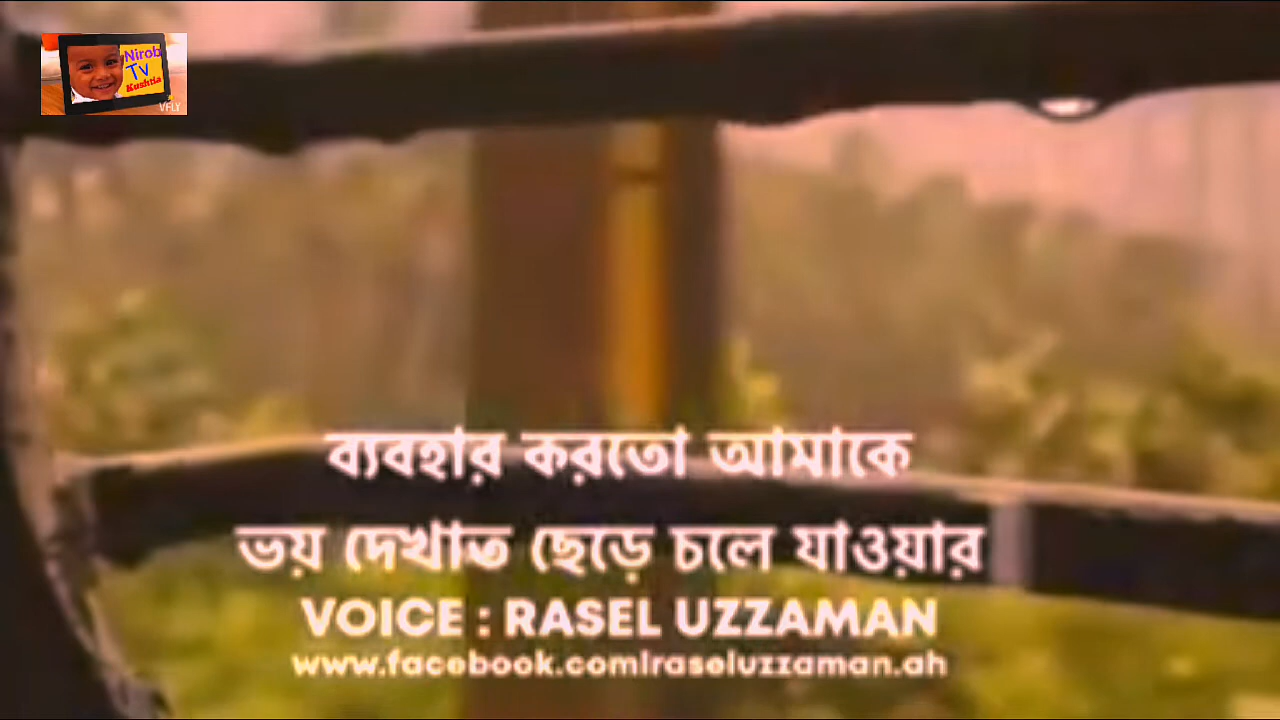 Nirob
Tv
Kushtia
VFLY
ব্যবহার করতো আমাকে
ভয় দেখাত ছেড়ে চলে যাওয়ার
VOICE : RASEL UZZAMAN
www.facebook.com/raseluzzaman.ah